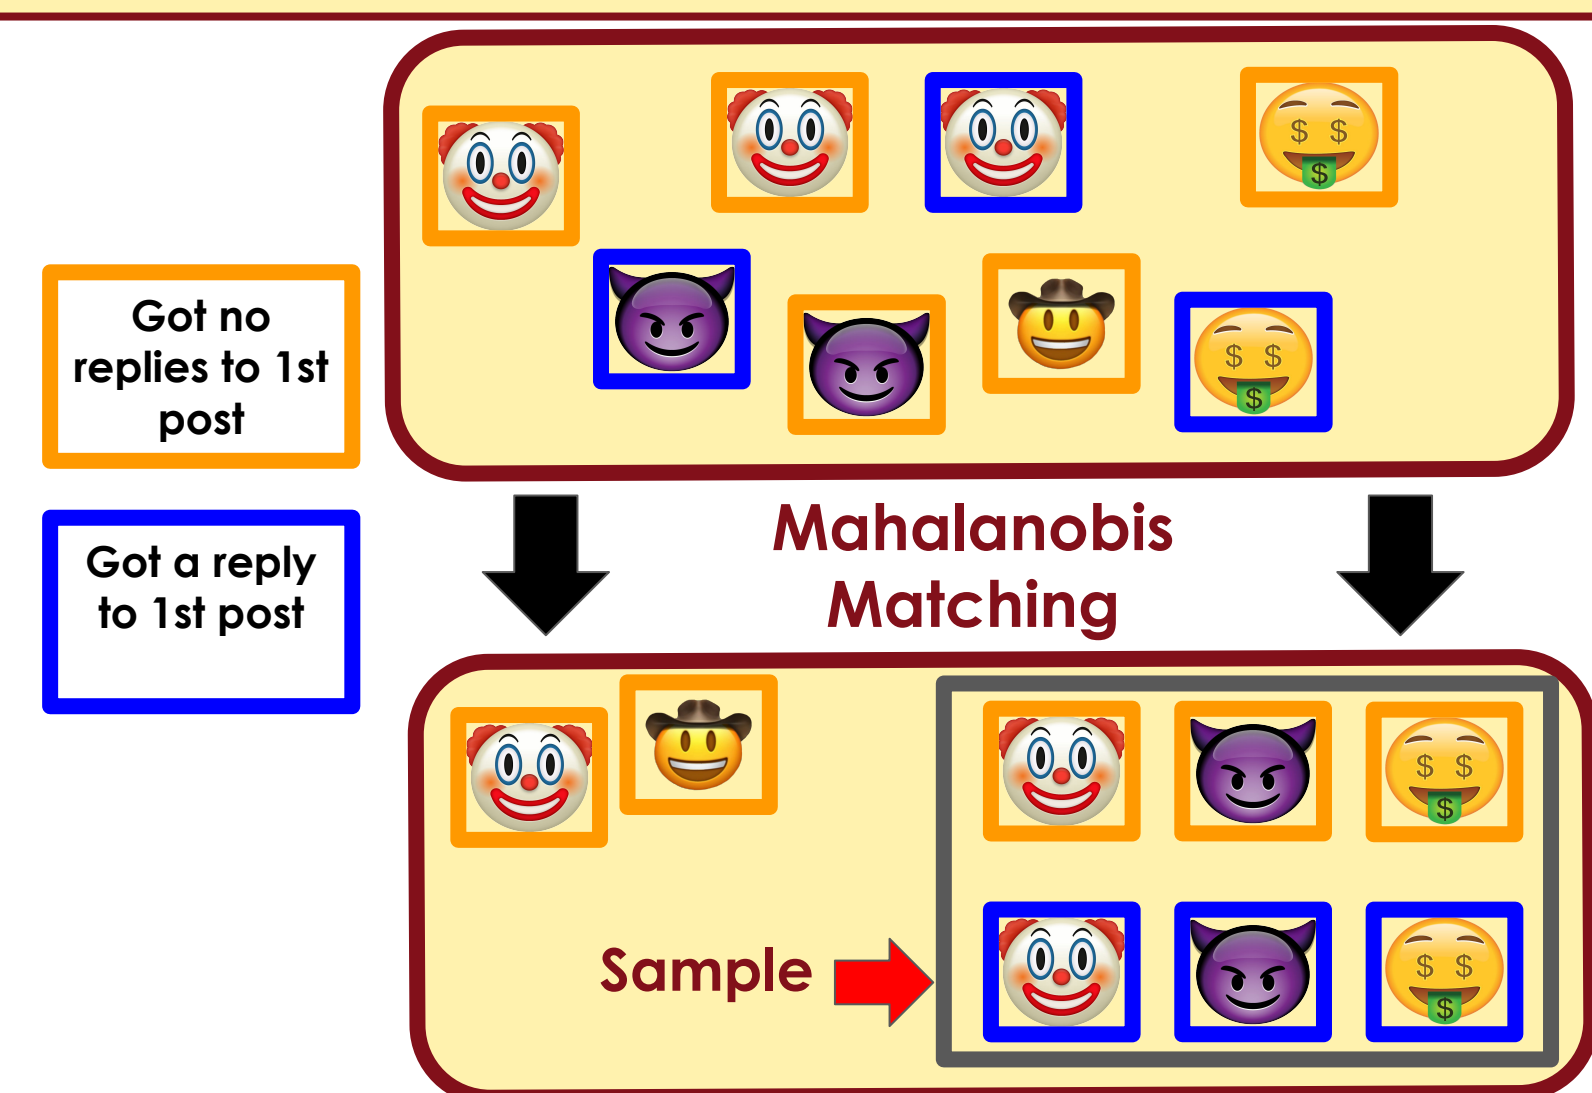 Got no
replies to 1st
post
Got a reply
to 1st post
Mahalanobis
Matching
Sample